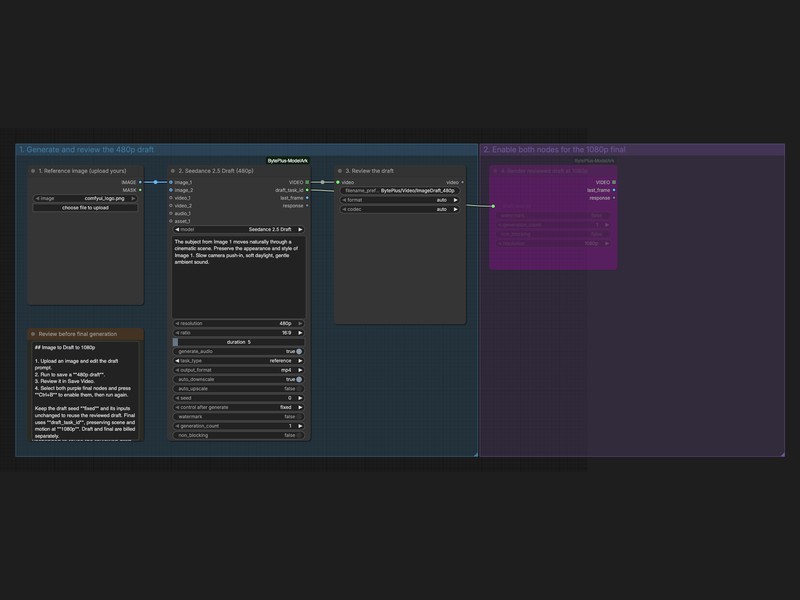 1. Generate and review the 480p draft
2. Enable both nodes for the 1080p final
BytePlus-ModelArk
1. Reference image (upload yours)
IMAGE
MASK
image comfyui_logo.png
choose file to upload
2. Seedance 2.5 Draft (480p)
image_1 VIDEO
image_2 draft_task_id
video_1 last_frame
video_2 response
audio_1
asset_1
model Seedance 2.5 Draft
The subject from Image 1 moves naturally through a
cinematic scene. Preserve the appearance and style of
Image 1. Slow camera push-in, soft daylight, gentle
ambient sound.
resolution 480p
ratio 16:9
duration 5
generate_audio true
task_type reference
output_format mp4
auto_downscale true
auto_upscale false
seed 0
control after generate fixed
watermark false
generation_count 1
non_blocking false
3. Review the draft
video video
filename_pref... BytePlus/Video/ImageDraft_480p
format auto
codec auto
BytePlus-ModelArk
VIDEO
last_frame
response
Review before final generation
## Image to Draft to 1080p
1. Upload an image and edit the draft
prompt.
2. Run to save a **480p draft**.
3. Review it in Save Video.
4. Select both purple final nodes and press
**Ctrl+B** to enable them, then run again.
Keep the draft seed **fixed** and its inputs
unchanged to reuse the reviewed draft. Final
uses **draft_task_id**, preserving scene and
motion at **1080p**. Draft and final are billed
separately.